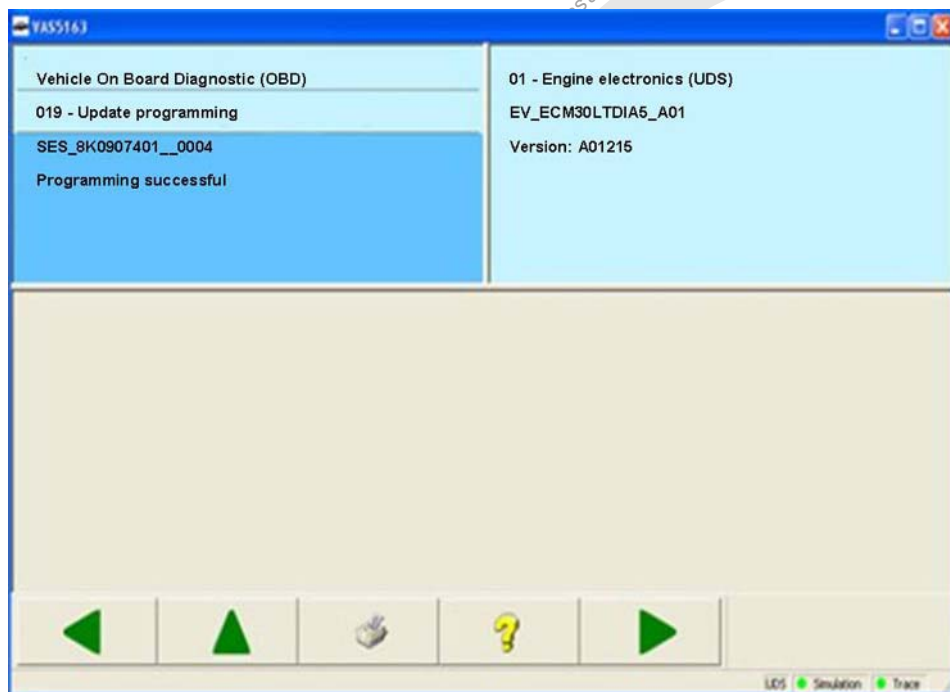 VAS5163
Vehicle On Board Diagnostic (OBD)
019 - Update programming
SES_8K0907401__0004
Programming successful
01 - Engine electronics (UDS)
EV_ECM30LTDIA5_A01
Version: A01215
?
UDS Simulation Trace